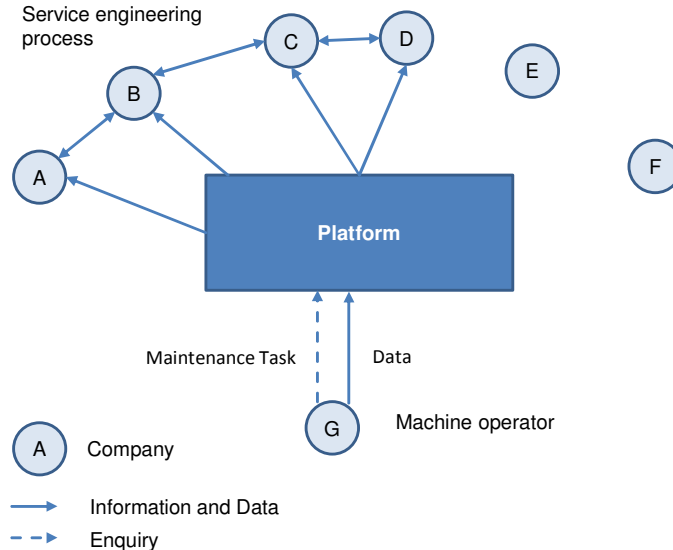 Service engineering
process
C
D
E
B
A
F
Platform
Maintenance Task
Data
G
Machine operator
A
Company
Information and Data
Enquiry